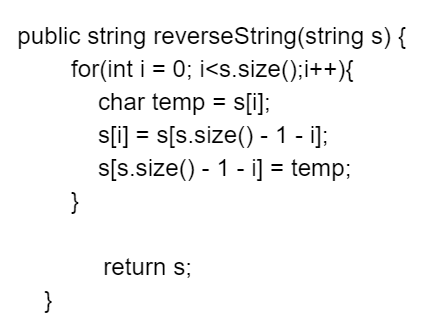 public string reverseString(string s) {
for(int i = 0; i<s.size();i++){
char temp = s[i];
s[i] = s[s.size() - 1 - i];
s[s.size() - 1 - i] = temp;
}
return s;
}